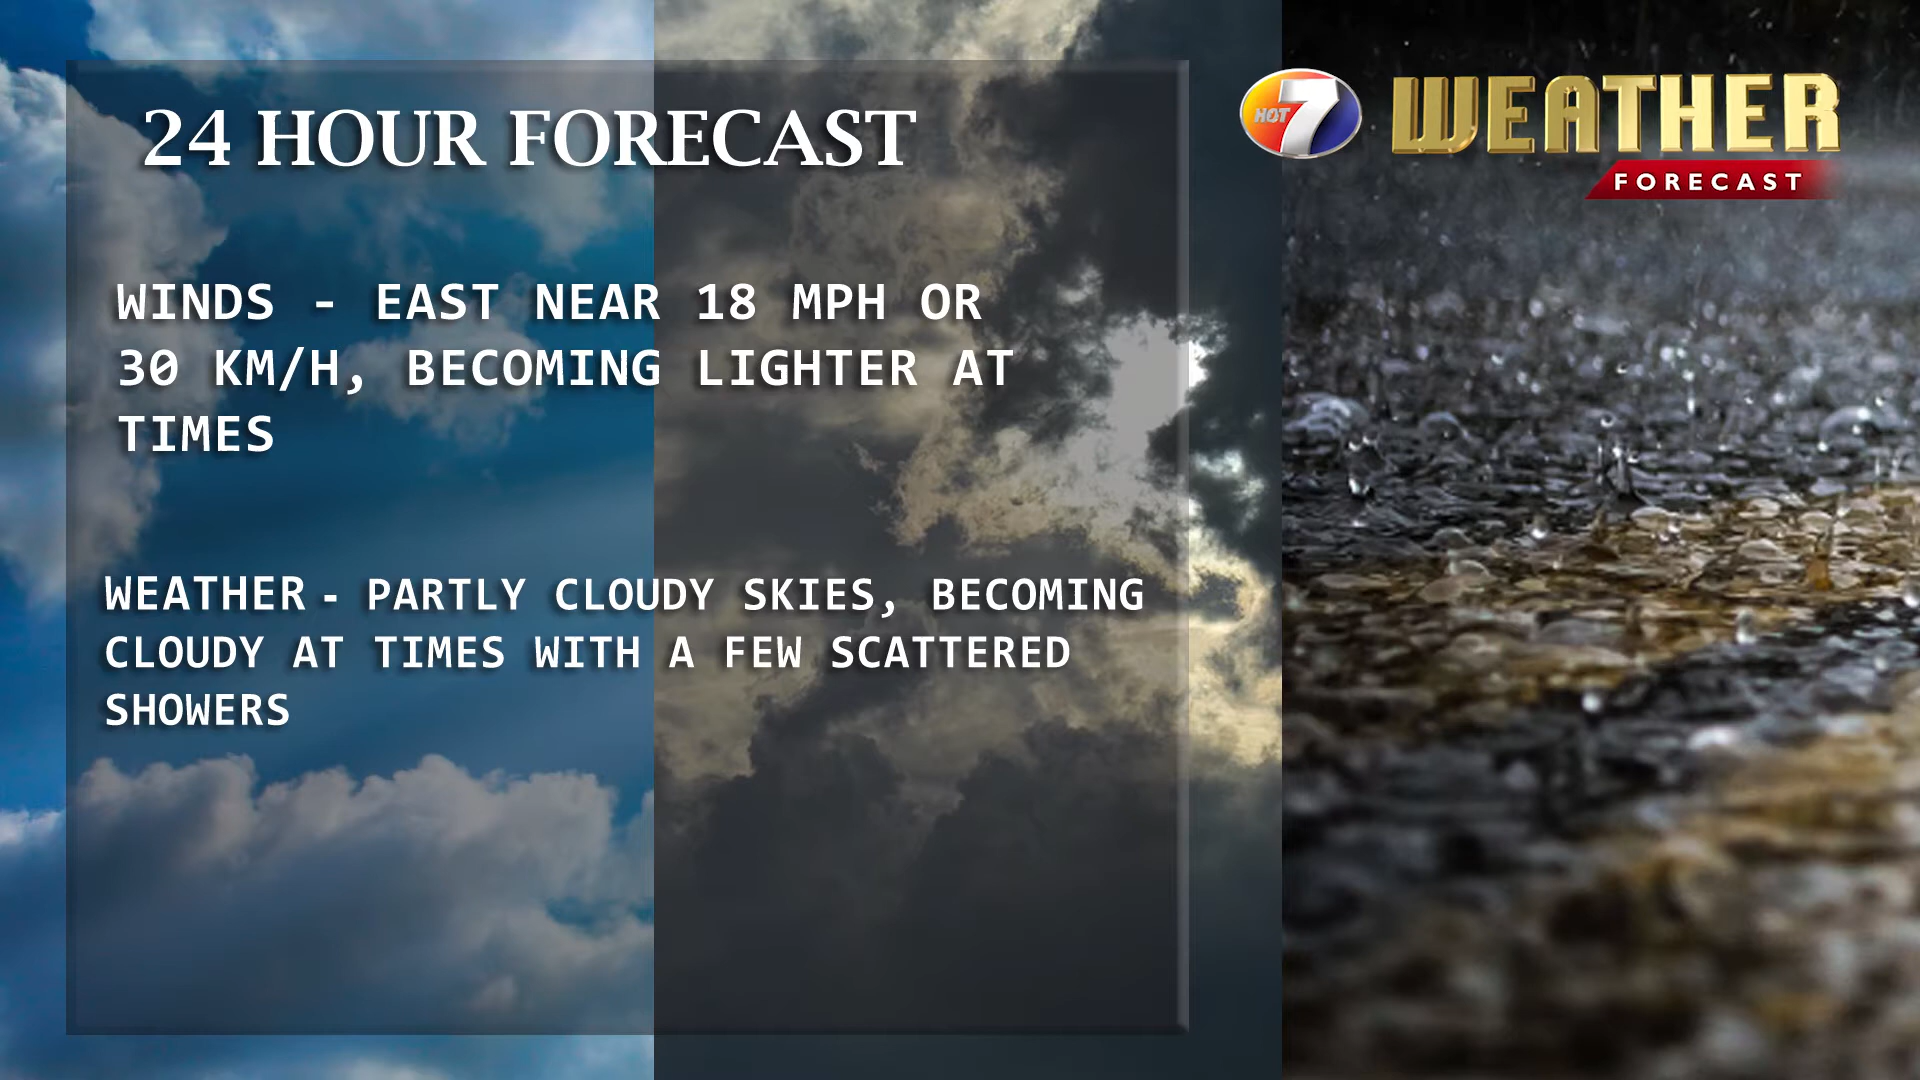 24 HOUR FORECAST
HOT 7 WEATHER
FORECAST
WINDS - EAST NEAR 18 MPH OR
30 KM/H, BECOMING LIGHTER AT
TIMES
WEATHER - PARTLY CLOUDY SKIES, BECOMING
CLOUDY AT TIMES WITH A FEW SCATTERED
SHOWERS